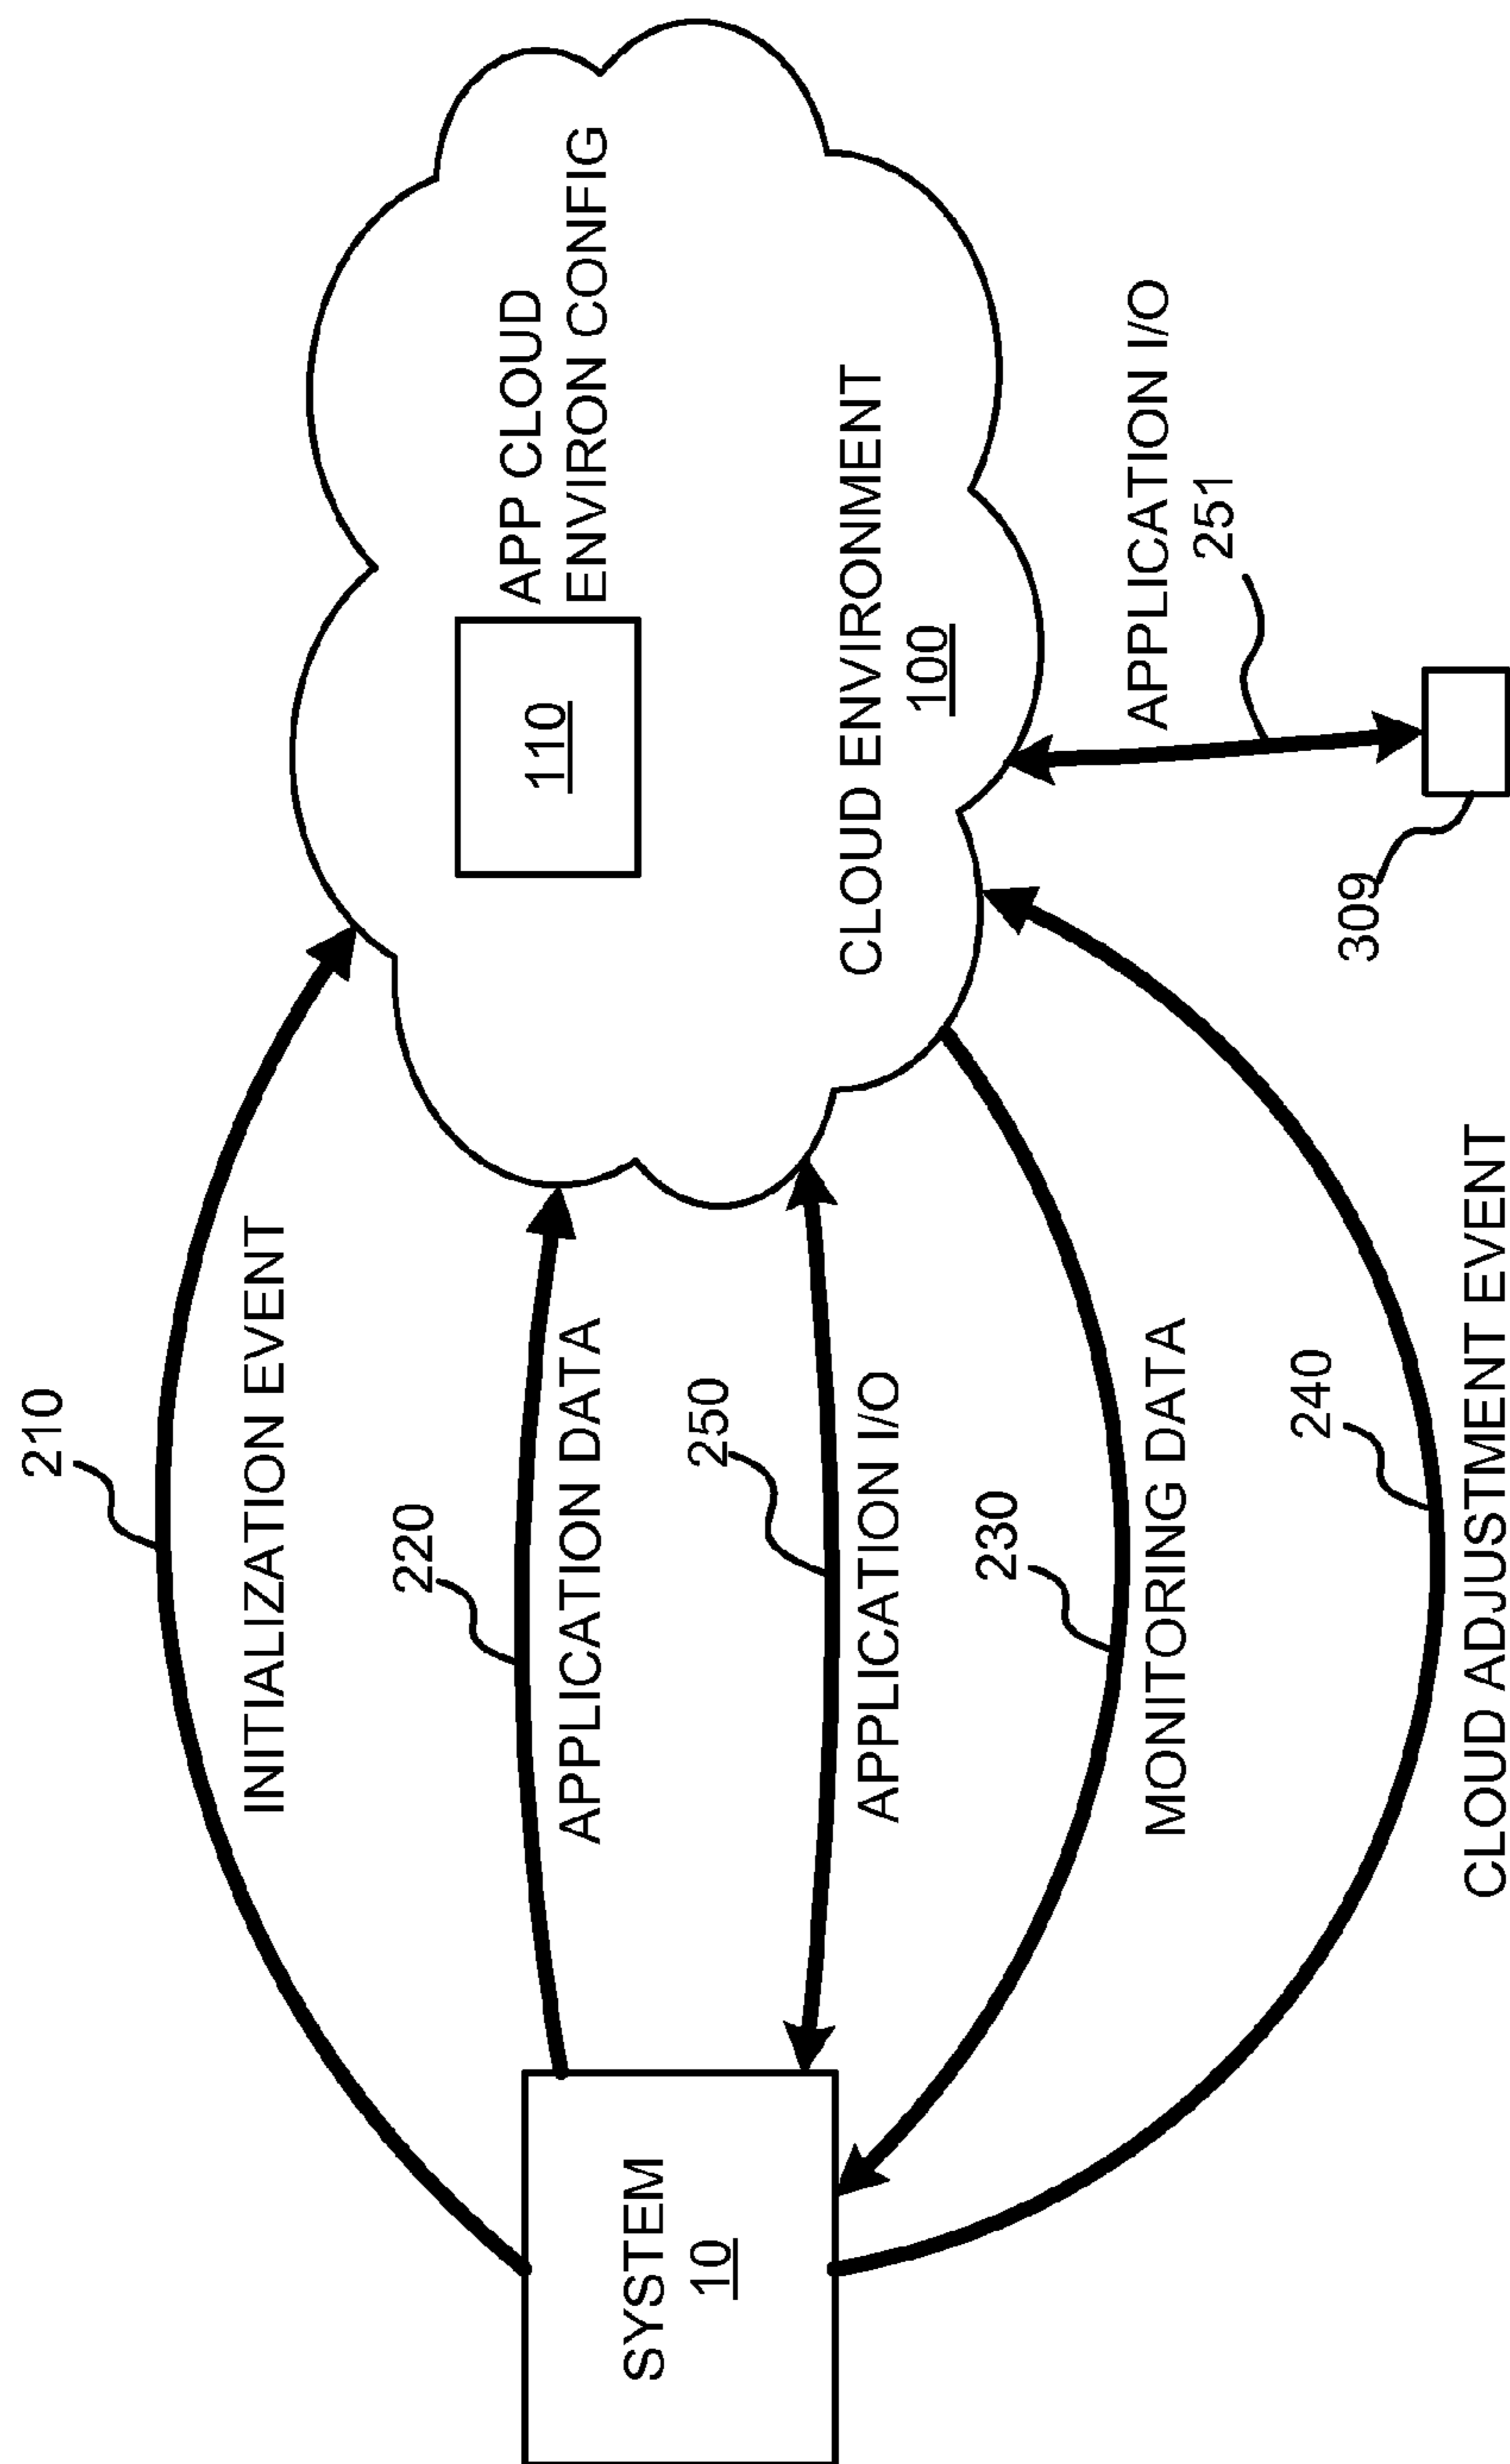 210
INITIALIZATION EVENT
220
APPLICATION DATA
250
APPLICATION I/O
230
MONITORING DATA
240
CLOUD ADJUSTMENT EVENT
SYSTEM
10
APP CLOUD
ENVIRON CONFIG
110
CLOUD ENVIRONMENT
100
APPLICATION I/O
251
309